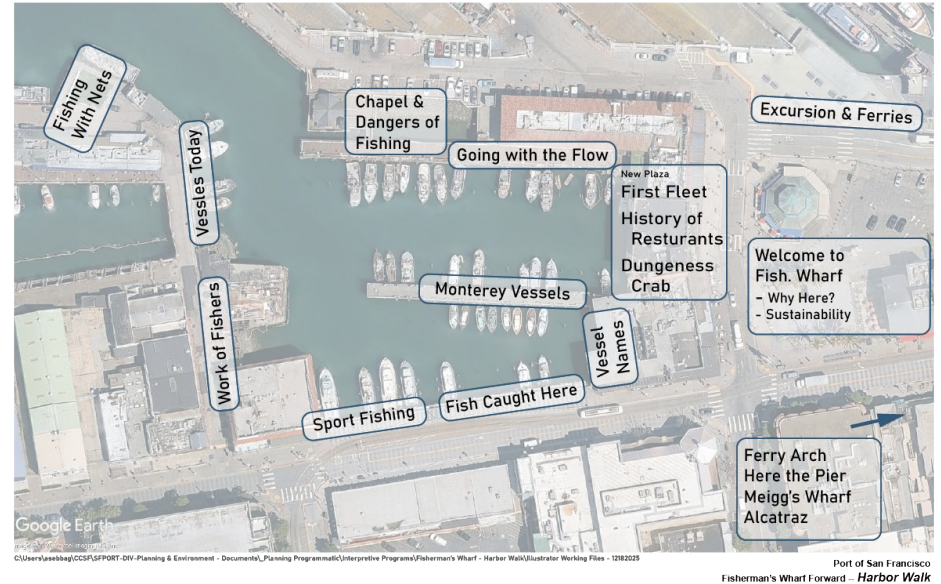 Fishing
With Nets
Vessles Today
Work of Fishers
Chapel &
Dangers of
Fishing
Going with the Flow
New Plaza
First Fleet
History of
Resturants
Dungeness
Crab
Monterey Vessels
Vessel
Names
Sport Fishing
Fish Caught Here
Excursion & Ferries
Welcome to
Fish. Wharf
- Why Here?
- Sustainability
Ferry Arch
Here the Pier
Meigg's Wharf
Alcatraz
Google Earth
C:\Users\asebbag\CCSF\SFPORT-DIV-Planning & Environment - Documents\_Planning Programmatic\Interpretive Programs\Fisherman's Wharf - Harbor Walk\Illustrator Working Files - 12182025
Port of San Francisco
Fisherman's Wharf Forward – Harbor Walk